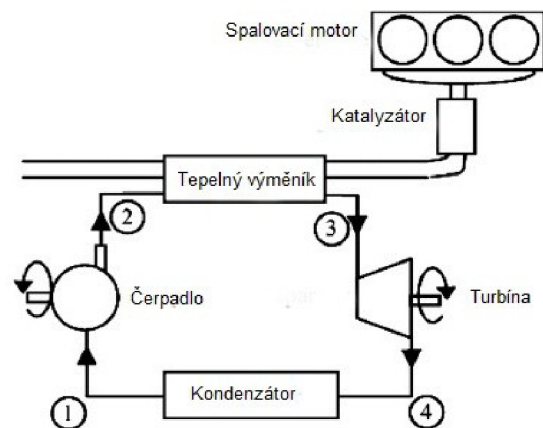 Spalovací motor
Katalyzátor
Tepelný výměník
2
3
Čerpadlo
Turbína
Kondenzátor
1
4